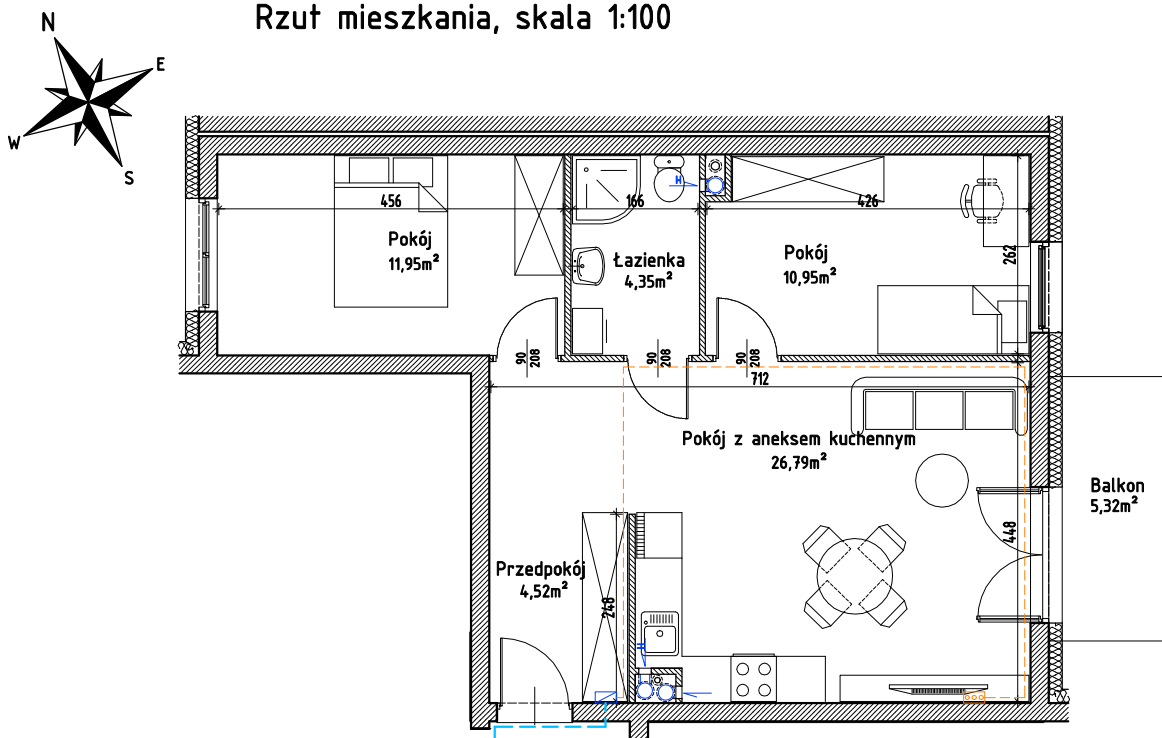 Rzut mieszkania, skala 1:100
N
E
W
S
456
166
426
H
Pokój
11,95m²
Łazienka
4,35m²
Pokój
10,95m²
262
90
208
90
208
90
208
712
Pokój z aneksem kuchennym
26,79m²
Balkon
5,32m²
448
Przedpokój
4,52m²
248
H